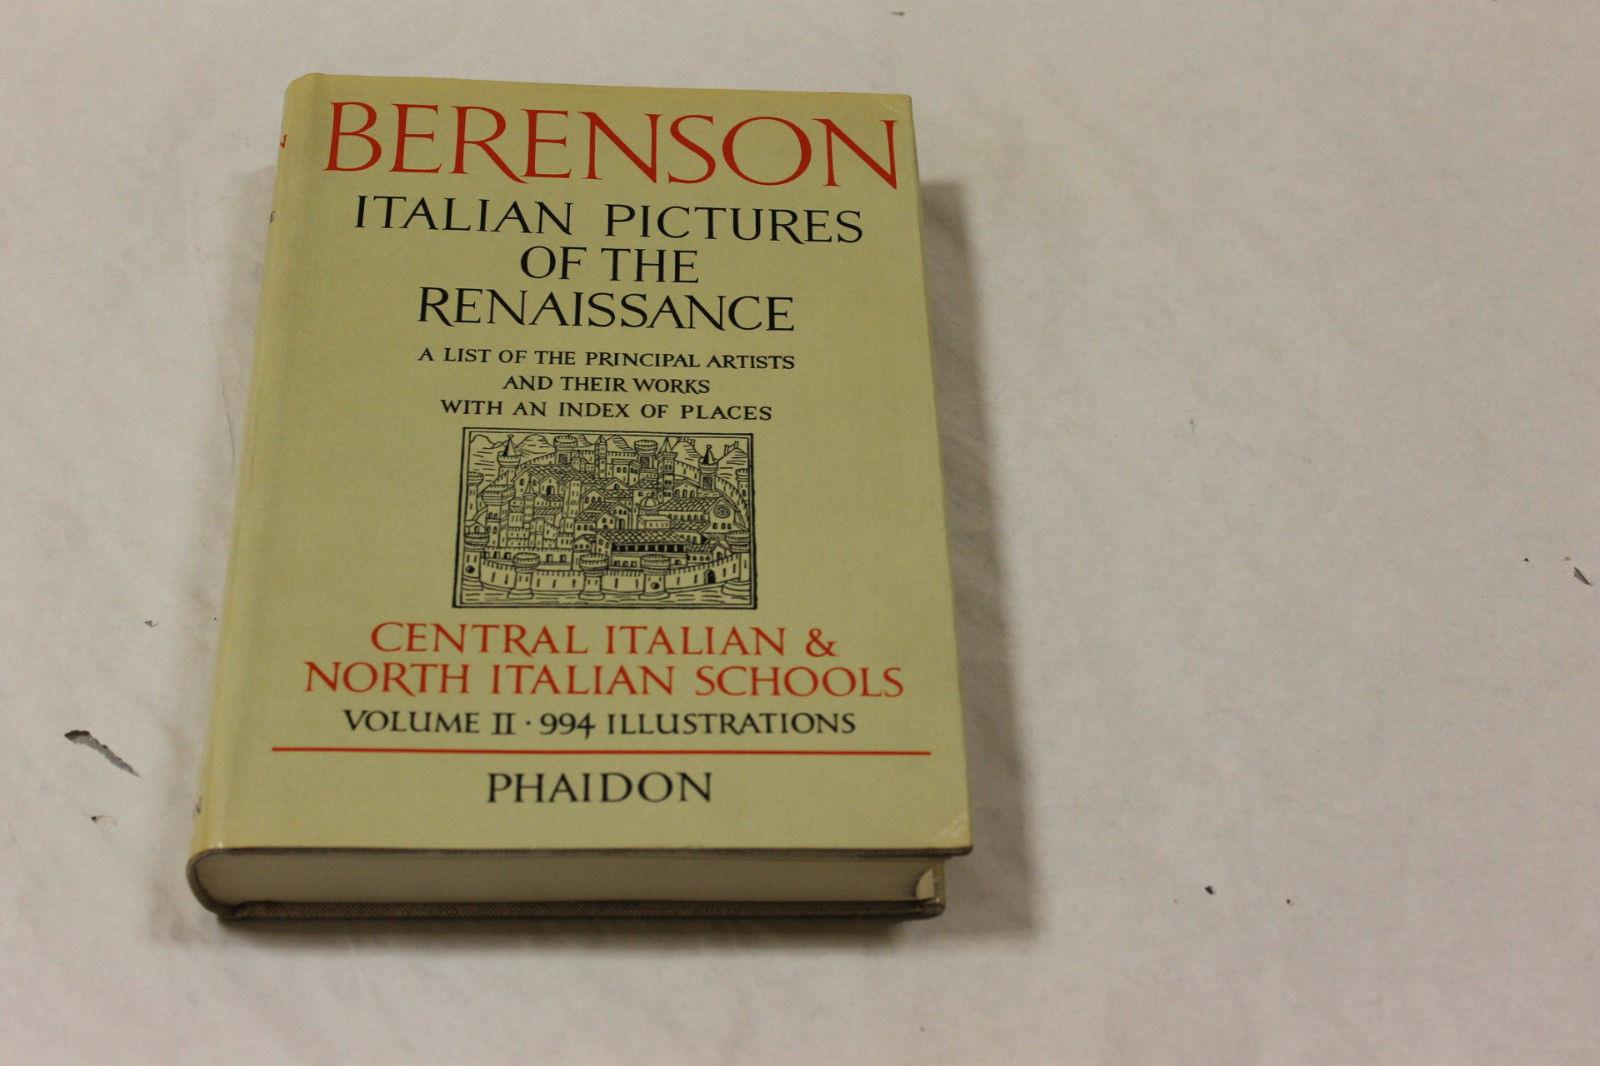 BERENSON
ITALIAN PICTURES
OF THE
RENAISSANCE
A LIST OF THE PRINCIPAL ARTISTS
AND THEIR WORKS
WITH AN INDEX OF PLACES
CENTRAL ITALIAN &
NORTH ITALIAN SCHOOLS
VOLUME II · 994 ILLUSTRATIONS
PHAIDON